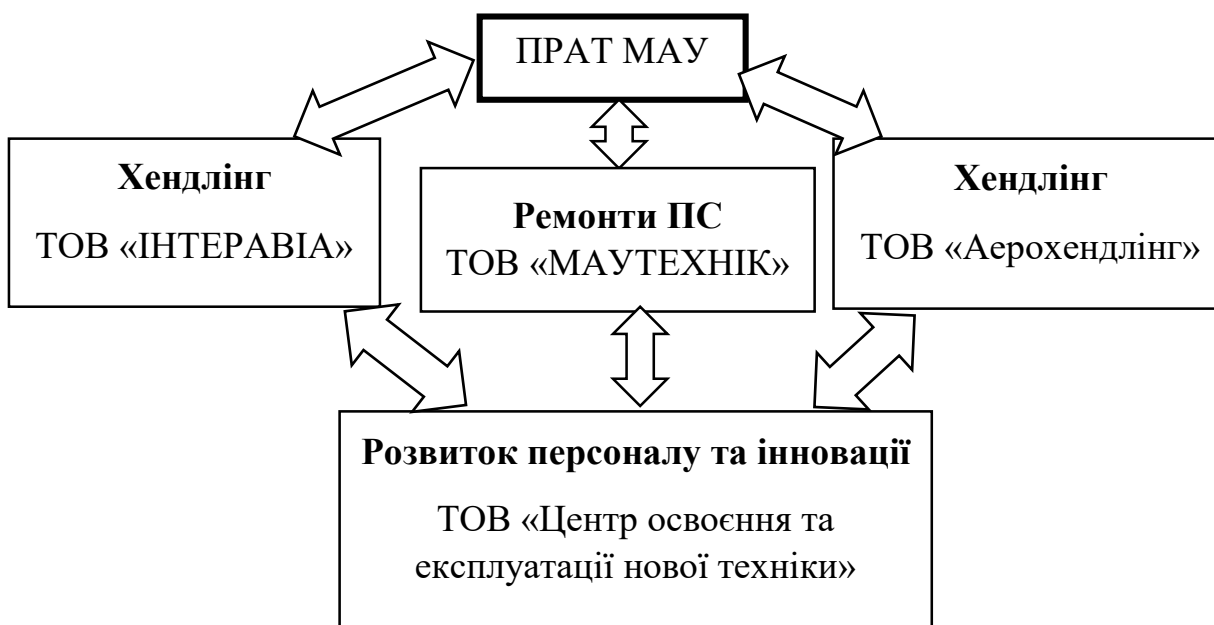 ПРАТ МАУ
Хендлінг
ТОВ «ІНТЕРАВІА»
Ремонти ПС
ТОВ «МАУТЕХНІК»
Хендлінг
ТОВ «Аерохендлінг»
Розвиток персоналу та інновації
ТОВ «Центр освоєння та
експлуатації нової техніки»